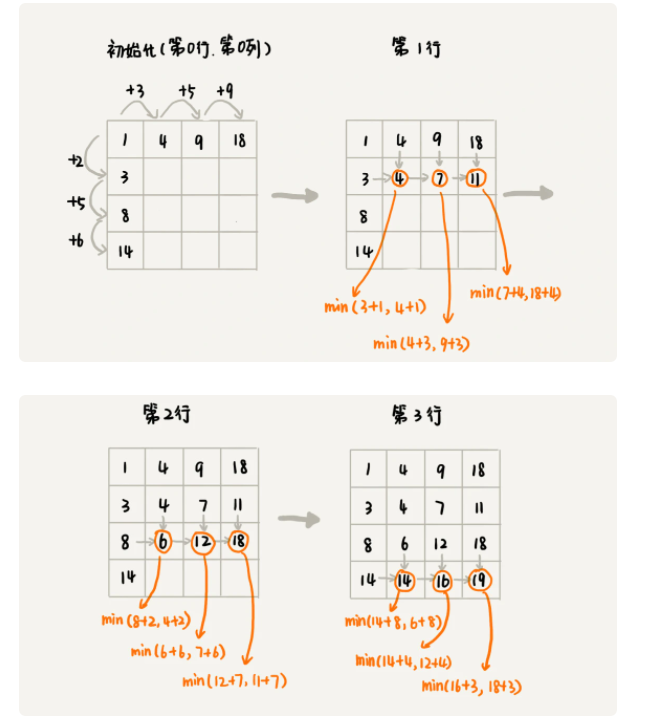 初始化(第0行.第0列)
第1行
+3 +5 +9
1 4 9 18
+2
3
+5
8
+6
14
1 4 9 18
3 4 7 11
8
14
min(3+1, 4+1)
min(4+3, 9+3)
min(7+4,18+4)
第2行
第3行
1 4 9 18
3 4 7 11
8 6 12 18
14
min(8+2,4+2)
min(6+6, 7+6)
min(12+7, 11+7)
1 4 9 18
3 4 7 11
8 6 12 18
14 14 16 19
min(14+8, 6+8)
min(14+4,12+4)
min(16+3, 18+3)